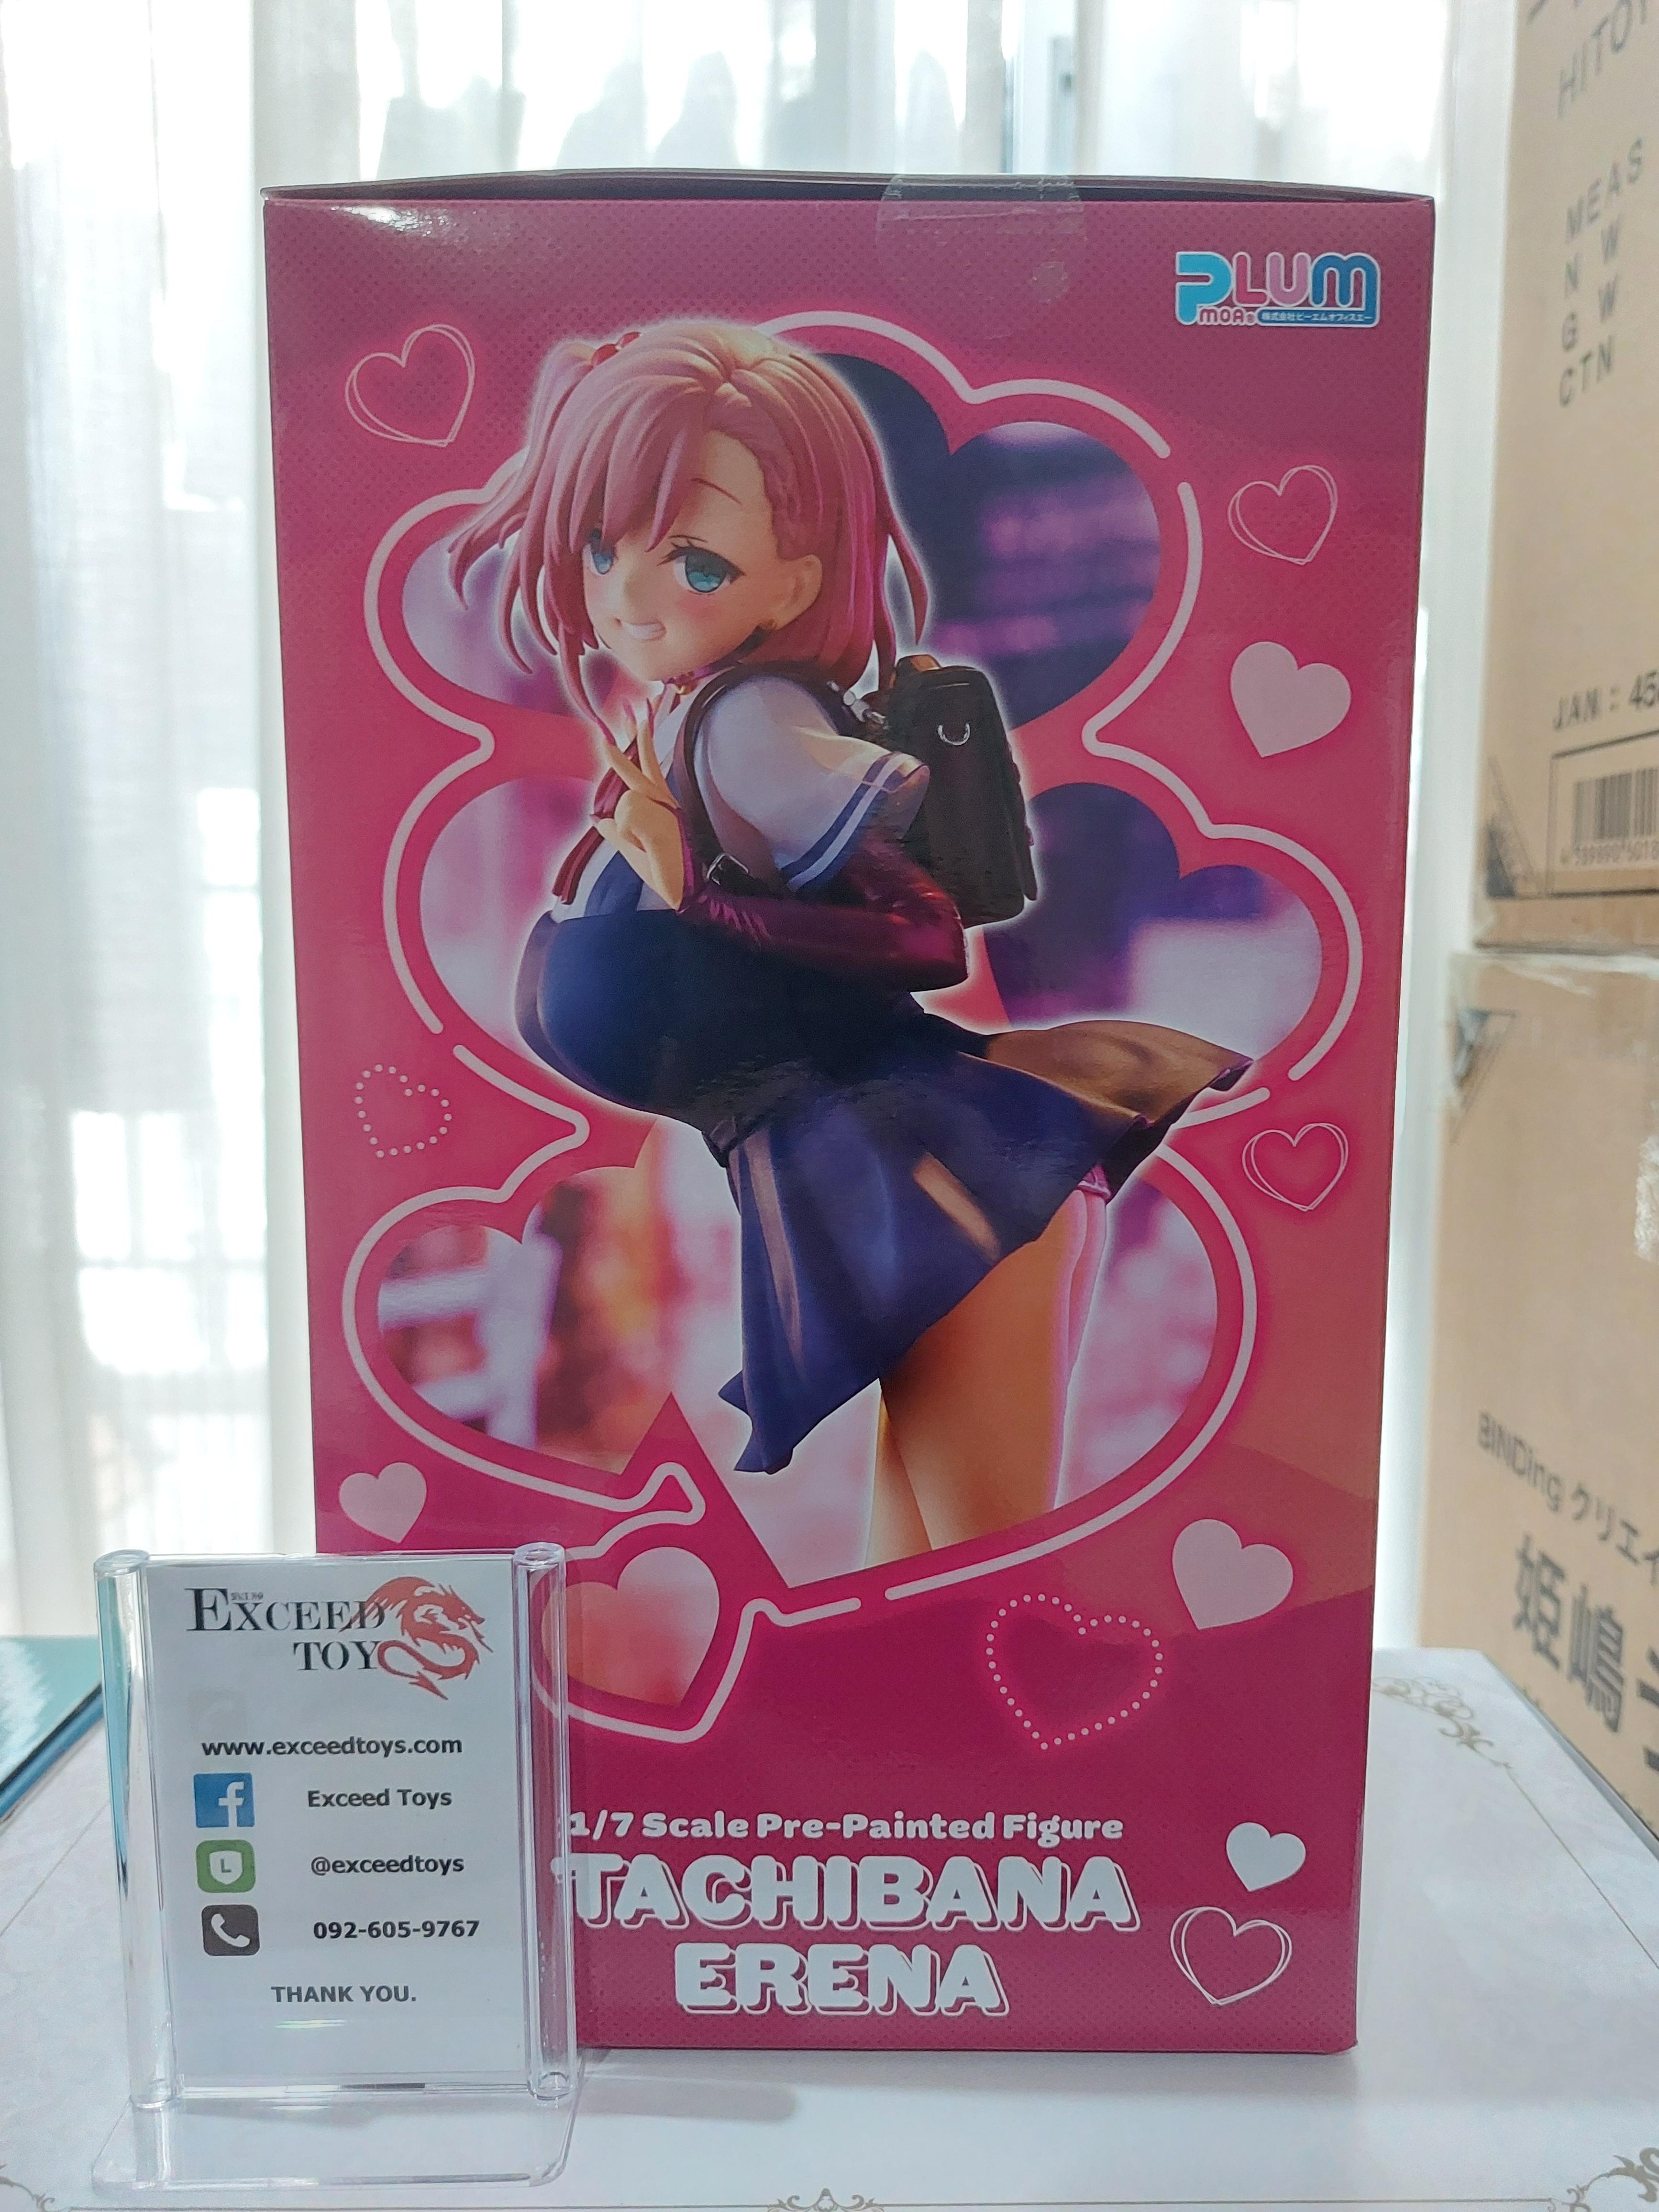 PLUM
PMOA® 株式会社ピーエムオフィスエー
HITO
MEAS
N W
G W
CTN
JAN : 45
BINDing クリエイ
姫嶋
EXCEED
TOYS
www.exceedtoys.com
Exceed Toys
@exceedtoys
092-605-9767
THANK YOU.
1/7 Scale Pre-Painted Figure
TACHIBANA
ERENA